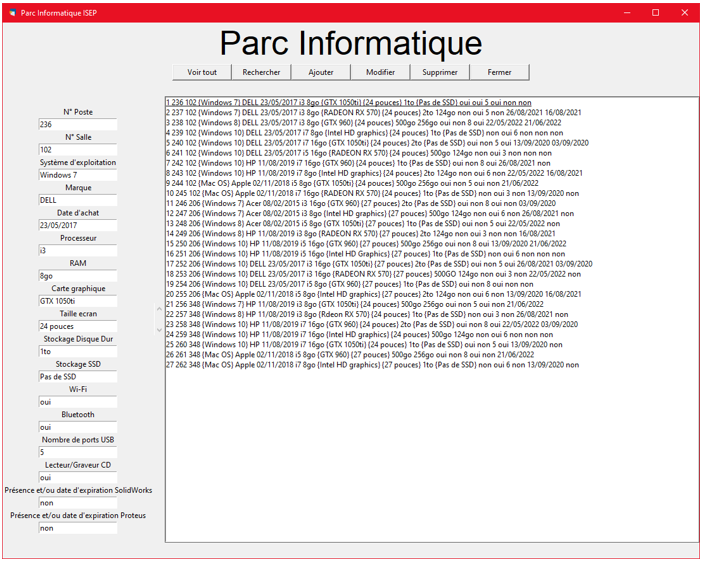 Parc Informatique ISEP
Parc Informatique
Voir tout Rechercher Ajouter Modifier Supprimer Fermer
N° Poste
236
N° Salle
102
Système d'exploitation
Windows 7
Marque
DELL
Date d'achat
23/05/2017
Processeur
i3
RAM
8go
Carte graphique
GTX 1050ti
Taille ecran
24 pouces
Stockage Disque Dur
1to
Stockage SSD
Pas de SSD
Wi-Fi
oui
Bluetooth
oui
Nombre de ports USB
5
Lecteur/Graveur CD
oui
Présence et/ou date d'expiration SolidWorks
non
Présence et/ou date d'expiration Proteus
non
1 236 102 {Windows 7} DELL 23/05/2017 i3 8go {GTX 1050ti} {24 pouces} 1to {Pas de SSD} oui oui 5 oui non non
2 237 102 {Windows 7} DELL 23/05/2017 i3 8go {RADEON RX 570} {24 pouces} 2to 124go non oui 5 non 26/08/2021 16/08/2021
3 238 102 {Windows 8} DELL 23/05/2017 i5 8go {GTX 960} {24 pouces} 500go 256go oui non 8 oui 22/05/2022 21/06/2022
4 239 102 {Windows 10} DELL 23/05/2017 i7 8go {Intel HD graphics} {24 pouces} 1to {Pas de SSD} non oui 6 non non non
5 240 102 {Windows 10} DELL 23/05/2017 i7 16go {GTX 1050ti} {24 pouces} 2to {Pas de SSD} oui non 5 oui 13/09/2020 03/09/2020
6 241 102 {Windows 10} DELL 23/05/2017 i5 16go {RADEON RX 570} {24 pouces} 500go 124go non oui 3 non non non
7 242 102 {Windows 10} HP 11/08/2019 i7 16go {GTX 960} {24 pouces} 1to {Pas de SSD} oui non 8 oui 26/08/2021 non
8 243 102 {Windows 10} HP 11/08/2019 i7 16go {Intel HD graphics} {24 pouces} 2to 124go non oui 6 non 22/05/2022 16/08/2021
9 244 102 {Mac OS} Apple 02/11/2018 i5 8go {GTX 1050ti} {24 pouces} 500go 256go oui non 5 oui non 21/06/2022
10 245 102 {Mac OS} Apple 02/11/2018 i7 16go {RADEON RX 570} {24 pouces} 1to {Pas de SSD} non oui 3 non 13/09/2020 non
11 246 206 {Windows 7} Acer 08/02/2015 i3 16go {GTX 960} {27 pouces} 2to {Pas de SSD} oui non 8 oui non 03/09/2020
12 247 206 {Windows 7} Acer 08/02/2015 i3 8go {Intel HD graphics} {27 pouces} 500go 124go non oui 6 non 26/08/2021 non
13 248 206 {Windows 8} Acer 08/02/2015 i5 8go {GTX 1050ti} {27 pouces} 1to {Pas de SSD} oui non 5 oui 22/05/2022 non
14 249 206 {Windows 8} HP 11/08/2019 i3 8go {RADEON RX 570} {27 pouces} 2to 124go non oui 3 non non 16/08/2021
15 250 206 {Windows 10} HP 11/08/2019 i5 16go {GTX 960} {27 pouces} 500go 256go oui non 8 oui 13/09/2020 21/06/2022
16 251 206 {Windows 10} HP 11/08/2019 i5 16go {Intel HD graphics} {27 pouces} 1to {Pas de SSD} non oui 6 non non non
17 252 206 {Windows 10} DELL 23/05/2017 i3 16go {GTX 1050ti} {27 pouces} 2to {Pas de SSD} oui non 5 oui 26/08/2021 03/09/2020
18 253 206 {Windows 10} DELL 23/05/2017 i3 16go {RADEON RX 570} {27 pouces} 500GO 124go non oui 3 non 22/05/2022 non
19 254 206 {Windows 10} DELL 23/05/2017 i5 8go {GTX 960} {27 pouces} 1to {Pas de SSD} oui non 8 oui non non
20 255 206 {Mac OS} Apple 02/11/2018 i5 8go {Intel HD graphics} {27 pouces} 2to 124go non oui 6 non 13/09/2020 16/08/2021
21 256 348 {Windows 7} HP 11/08/2019 i3 8go {GTX 1050ti} {27 pouces} 500go 256go oui non 5 oui non 21/06/2022
22 257 348 {Windows 8} HP 11/08/2019 i3 8go {Rdeon RX 570} {27 pouces} 1to {Pas de SSD} non oui 3 non 26/08/2021 non
23 258 348 {Windows 10} HP 11/08/2019 i7 16go {GTX 960} {24 pouces} 2to {Pas de SSD} oui non 8 oui 22/05/2022 03/09/2020
24 259 348 {Windows 10} HP 11/08/2019 i7 16go {Intel HD graphics} {24 pouces} 500go 124go non oui 6 non non non
25 260 348 {Windows 10} HP 11/08/2019 i7 16go {GTX 1050ti} {24 pouces} 1to {Pas de SSD} oui non 5 oui 13/09/2020 non
26 261 348 {Mac OS} Apple 02/11/2018 i5 8go {GTX 960} {27 pouces} 500go 256go oui non 8 oui non 21/06/2022
27 262 348 {Mac OS} Apple 02/11/2018 i7 8go {Intel HD graphics} {27 pouces} 1to {Pas de SSD} non oui 6 non 13/09/2020 non